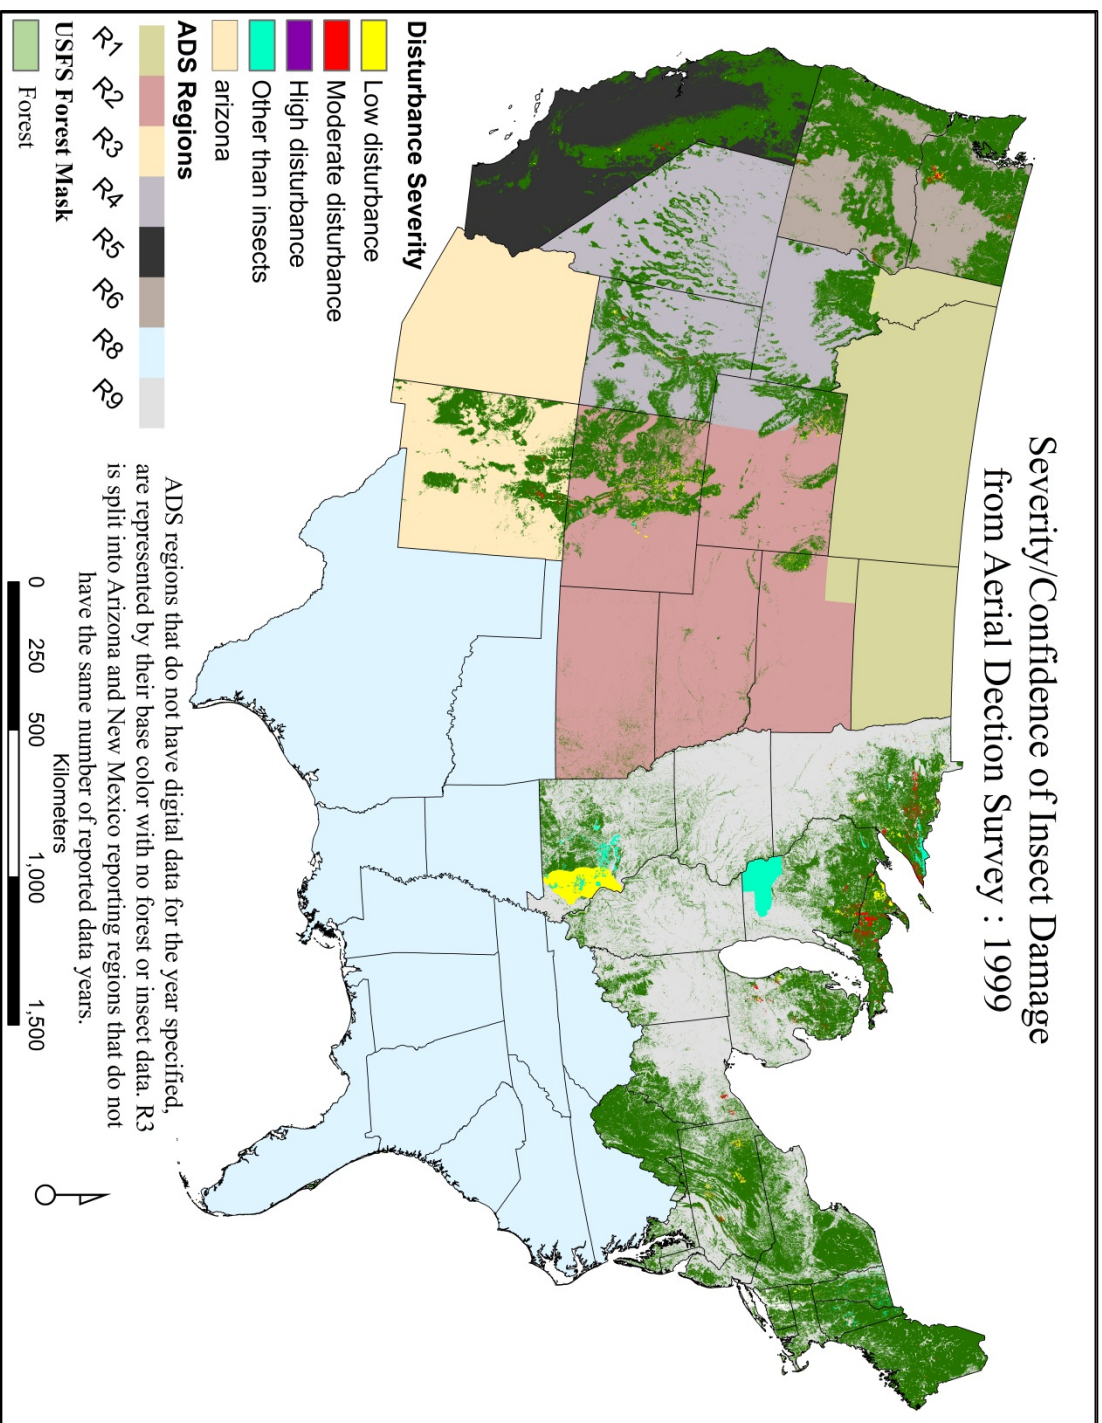 Severity/Confidence of Insect Damage
from Aerial Dection Survey : 1999
Disturbance Severity
Low disturbance
Moderate disturbance
High disturbance
Other than insects
arizona
ADS Regions
R1
R2
R3
R4
R5
R6
R8
R9
USFS Forest Mask
Forest
ADS regions that do not have digital data for the year specified,
are represented by their base color with no forest or insect data. R3
is split into Arizona and New Mexico reporting regions that do not
have the same number of reported data years.
0 250 500 1,000 1,500
Kilometers